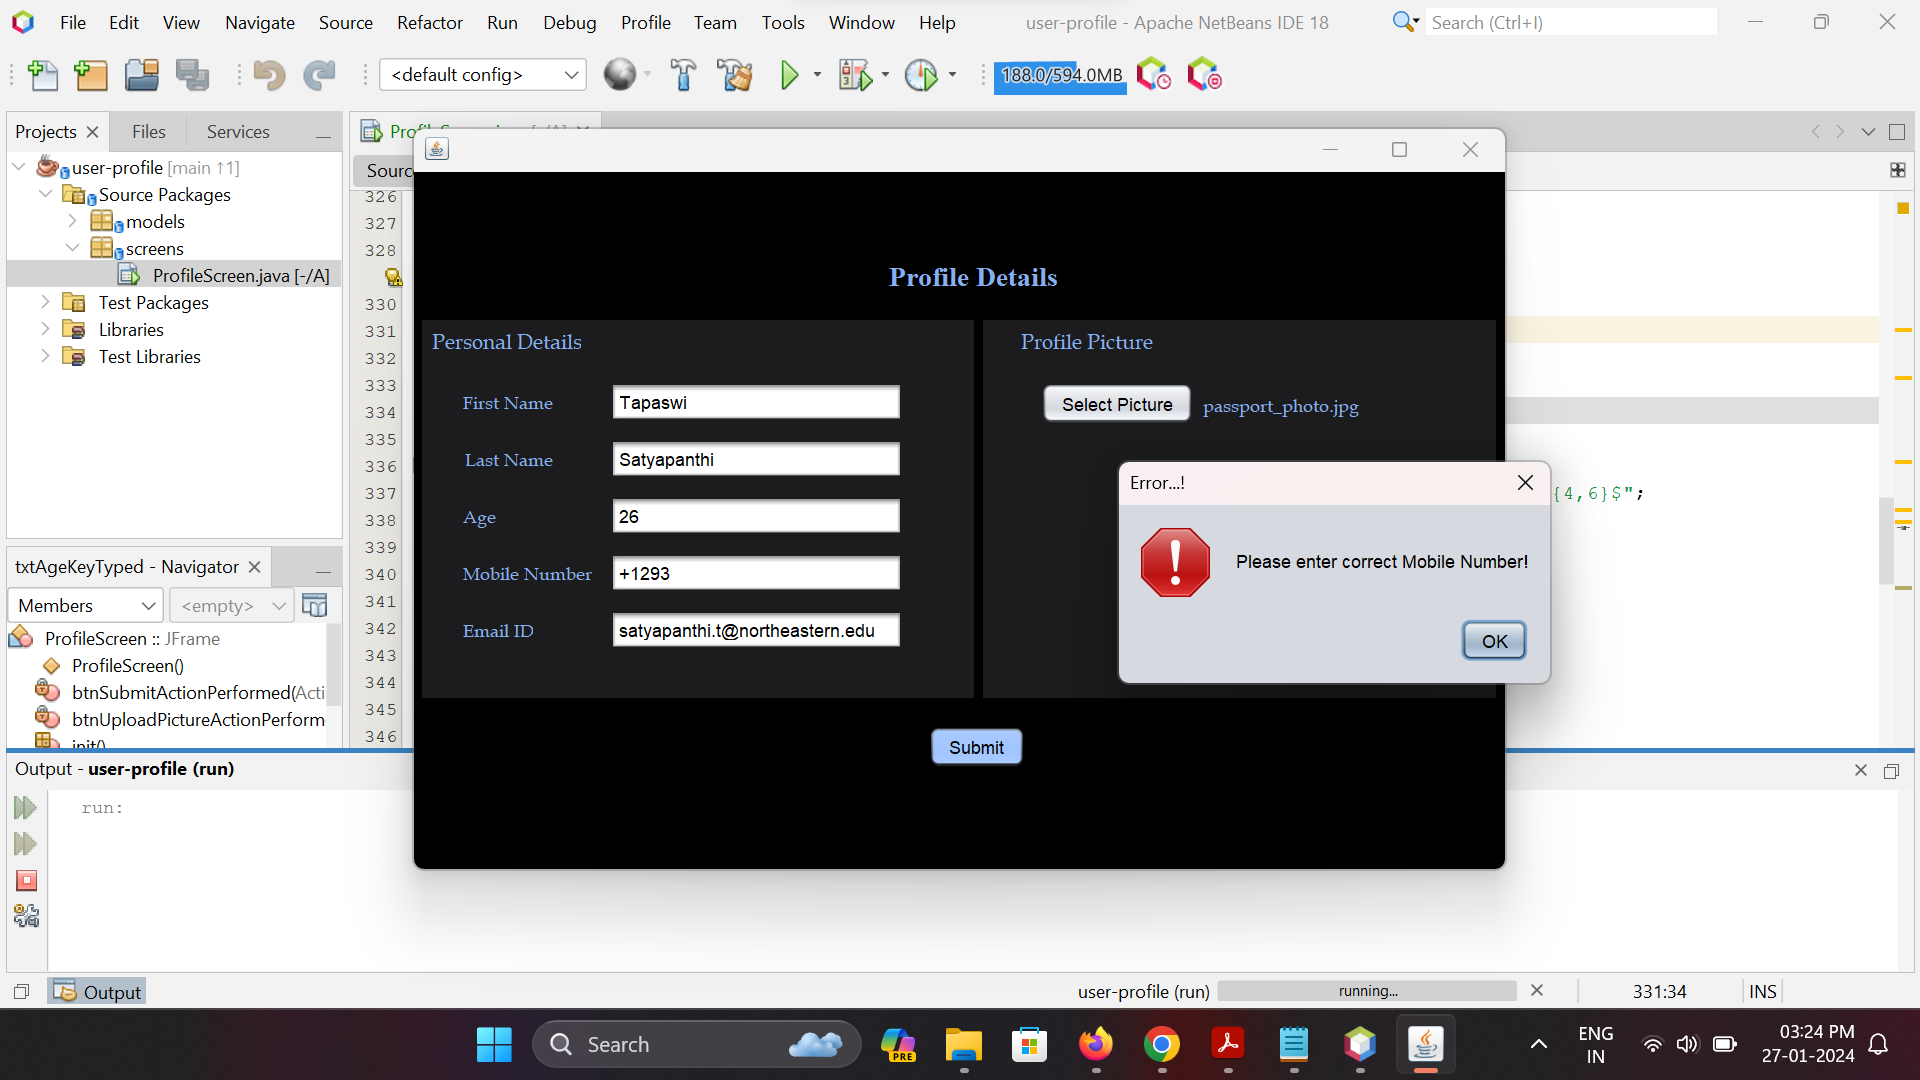 File Edit View Navigate Source Refactor Run Debug Profile Team Tools Window Help user-profile - Apache NetBeans IDE 18 Search (Ctrl+I)
<default config> 188.0/594.0MB
Projects Files Services
user-profile [main ↑1]
Source Packages
models
screens
ProfileScreen.java [-/A]
Test Packages
Libraries
Test Libraries
txtAgeKeyTyped - Navigator
Members <empty>
ProfileScreen :: JFrame
ProfileScreen()
btnSubmitActionPerformed(Acti
btnUploadPictureActionPerform
init()
Sourc
326
327
328
330
331
332
333
334
335
336
337 {4,6}$";
338
339
340
341
342
343
344
345
346
Profile Details
Personal Details
First Name Tapaswi
Last Name Satyapanthi
Age 26
Mobile Number +1293
Email ID satyapanthi.t@northeastern.edu
Profile Picture
Select Picture passport_photo.jpg
Submit
Error...!
Please enter correct Mobile Number!
OK
Output - user-profile (run)
run:
Output user-profile (run) running... 331:34 INS
Search PRE ENG
IN
03:24 PM
27-01-2024